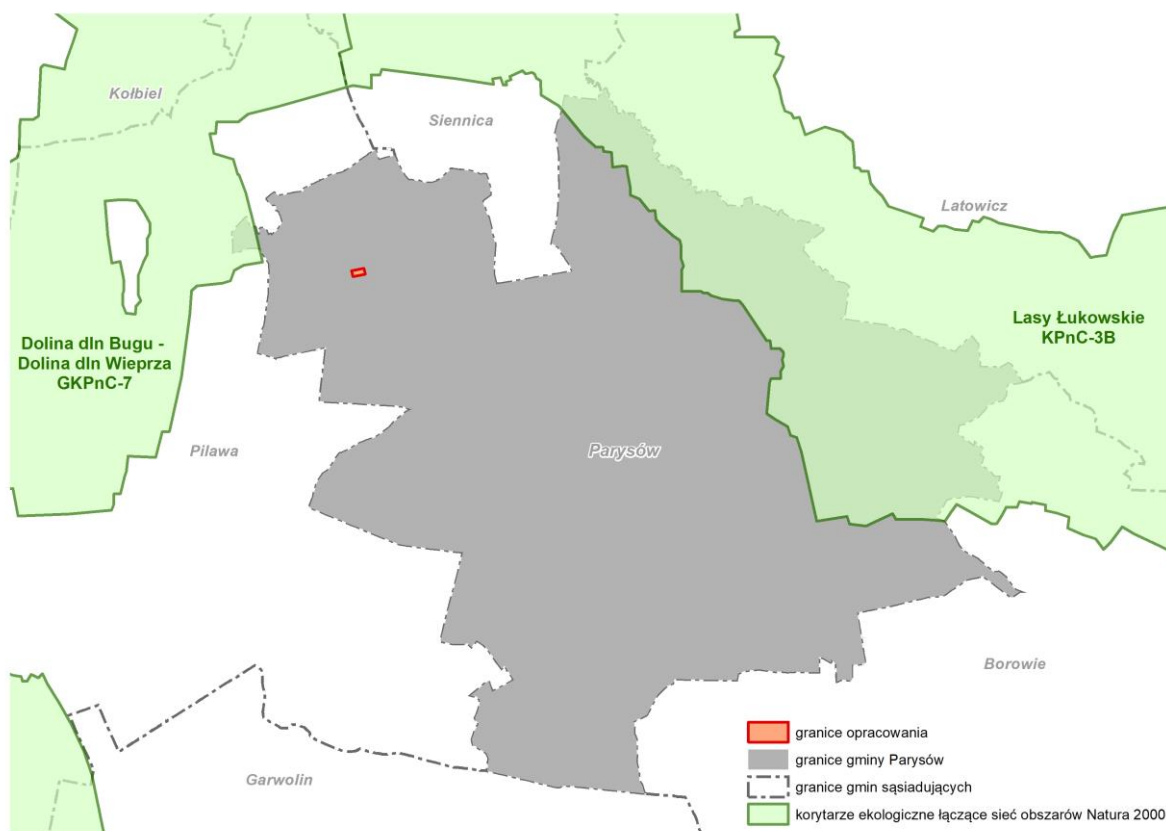 Kołbiel
Siennica
Latowicz
Dolina dln Bugu -
Dolina dln Wieprza
GKPnC-7
Lasy Łukowskie
KPnC-3B
Pilawa
Parysów
Borowie
Garwolin
granice opracowania
granice gminy Parysów
granice gmin sąsiadujących
korytarze ekologiczne łączące sieć obszarów Natura 2000